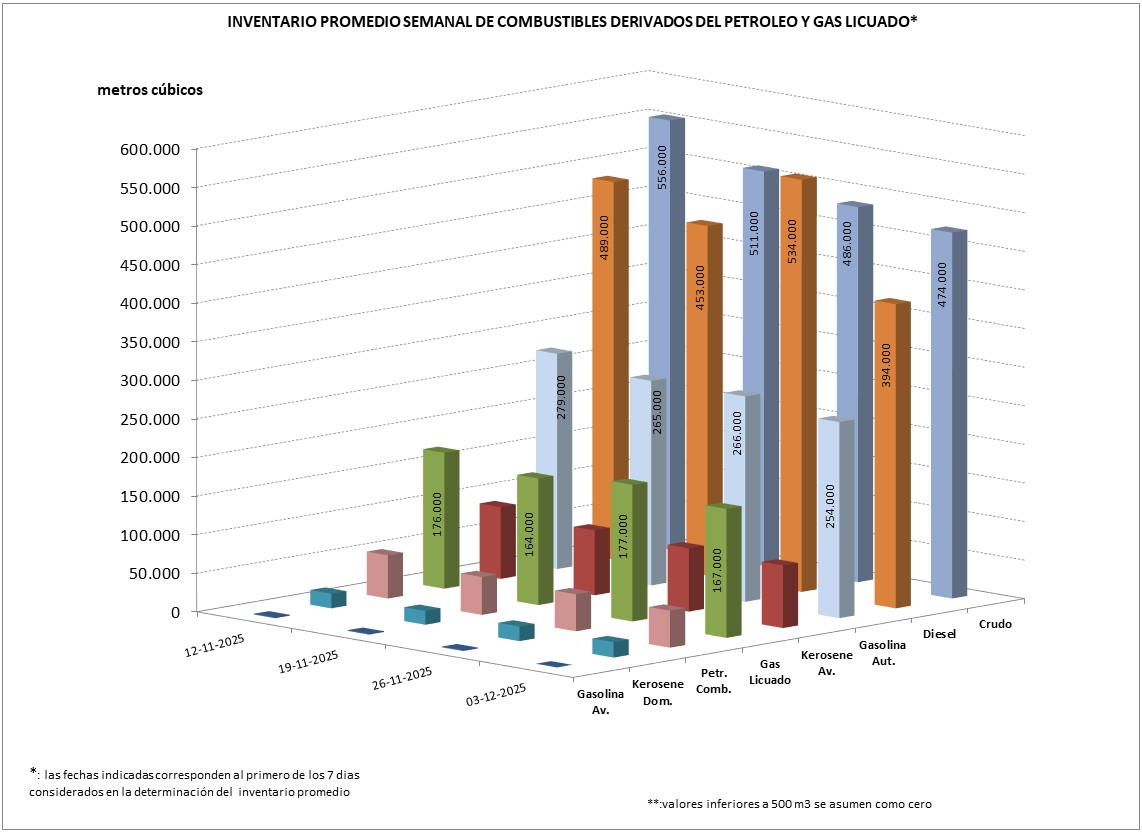 INVENTARIO PROMEDIO SEMANAL DE COMBUSTIBLES DERIVADOS DEL PETROLEO Y GAS LICUADO*
metros cúbicos
600.000
550.000
500.000
450.000
400.000
350.000
300.000
250.000
200.000
150.000
100.000
50.000
0
556.000
511.000
486.000
474.000
489.000
453.000
534.000
394.000
279.000
265.000
266.000
254.000
176.000
164.000
177.000
167.000
12-11-2025
19-11-2025
26-11-2025
03-12-2025
Gasolina
Av.
Kerosene
Dom.
Petr.
Comb.
Gas
Licuado
Kerosene
Av.
Gasolina
Aut.
Diesel
Crudo
*: las fechas indicadas corresponden al primero de los 7 dias
considerados en la determinación del inventario promedio
**:valores inferiores a 500 m3 se asumen como cero